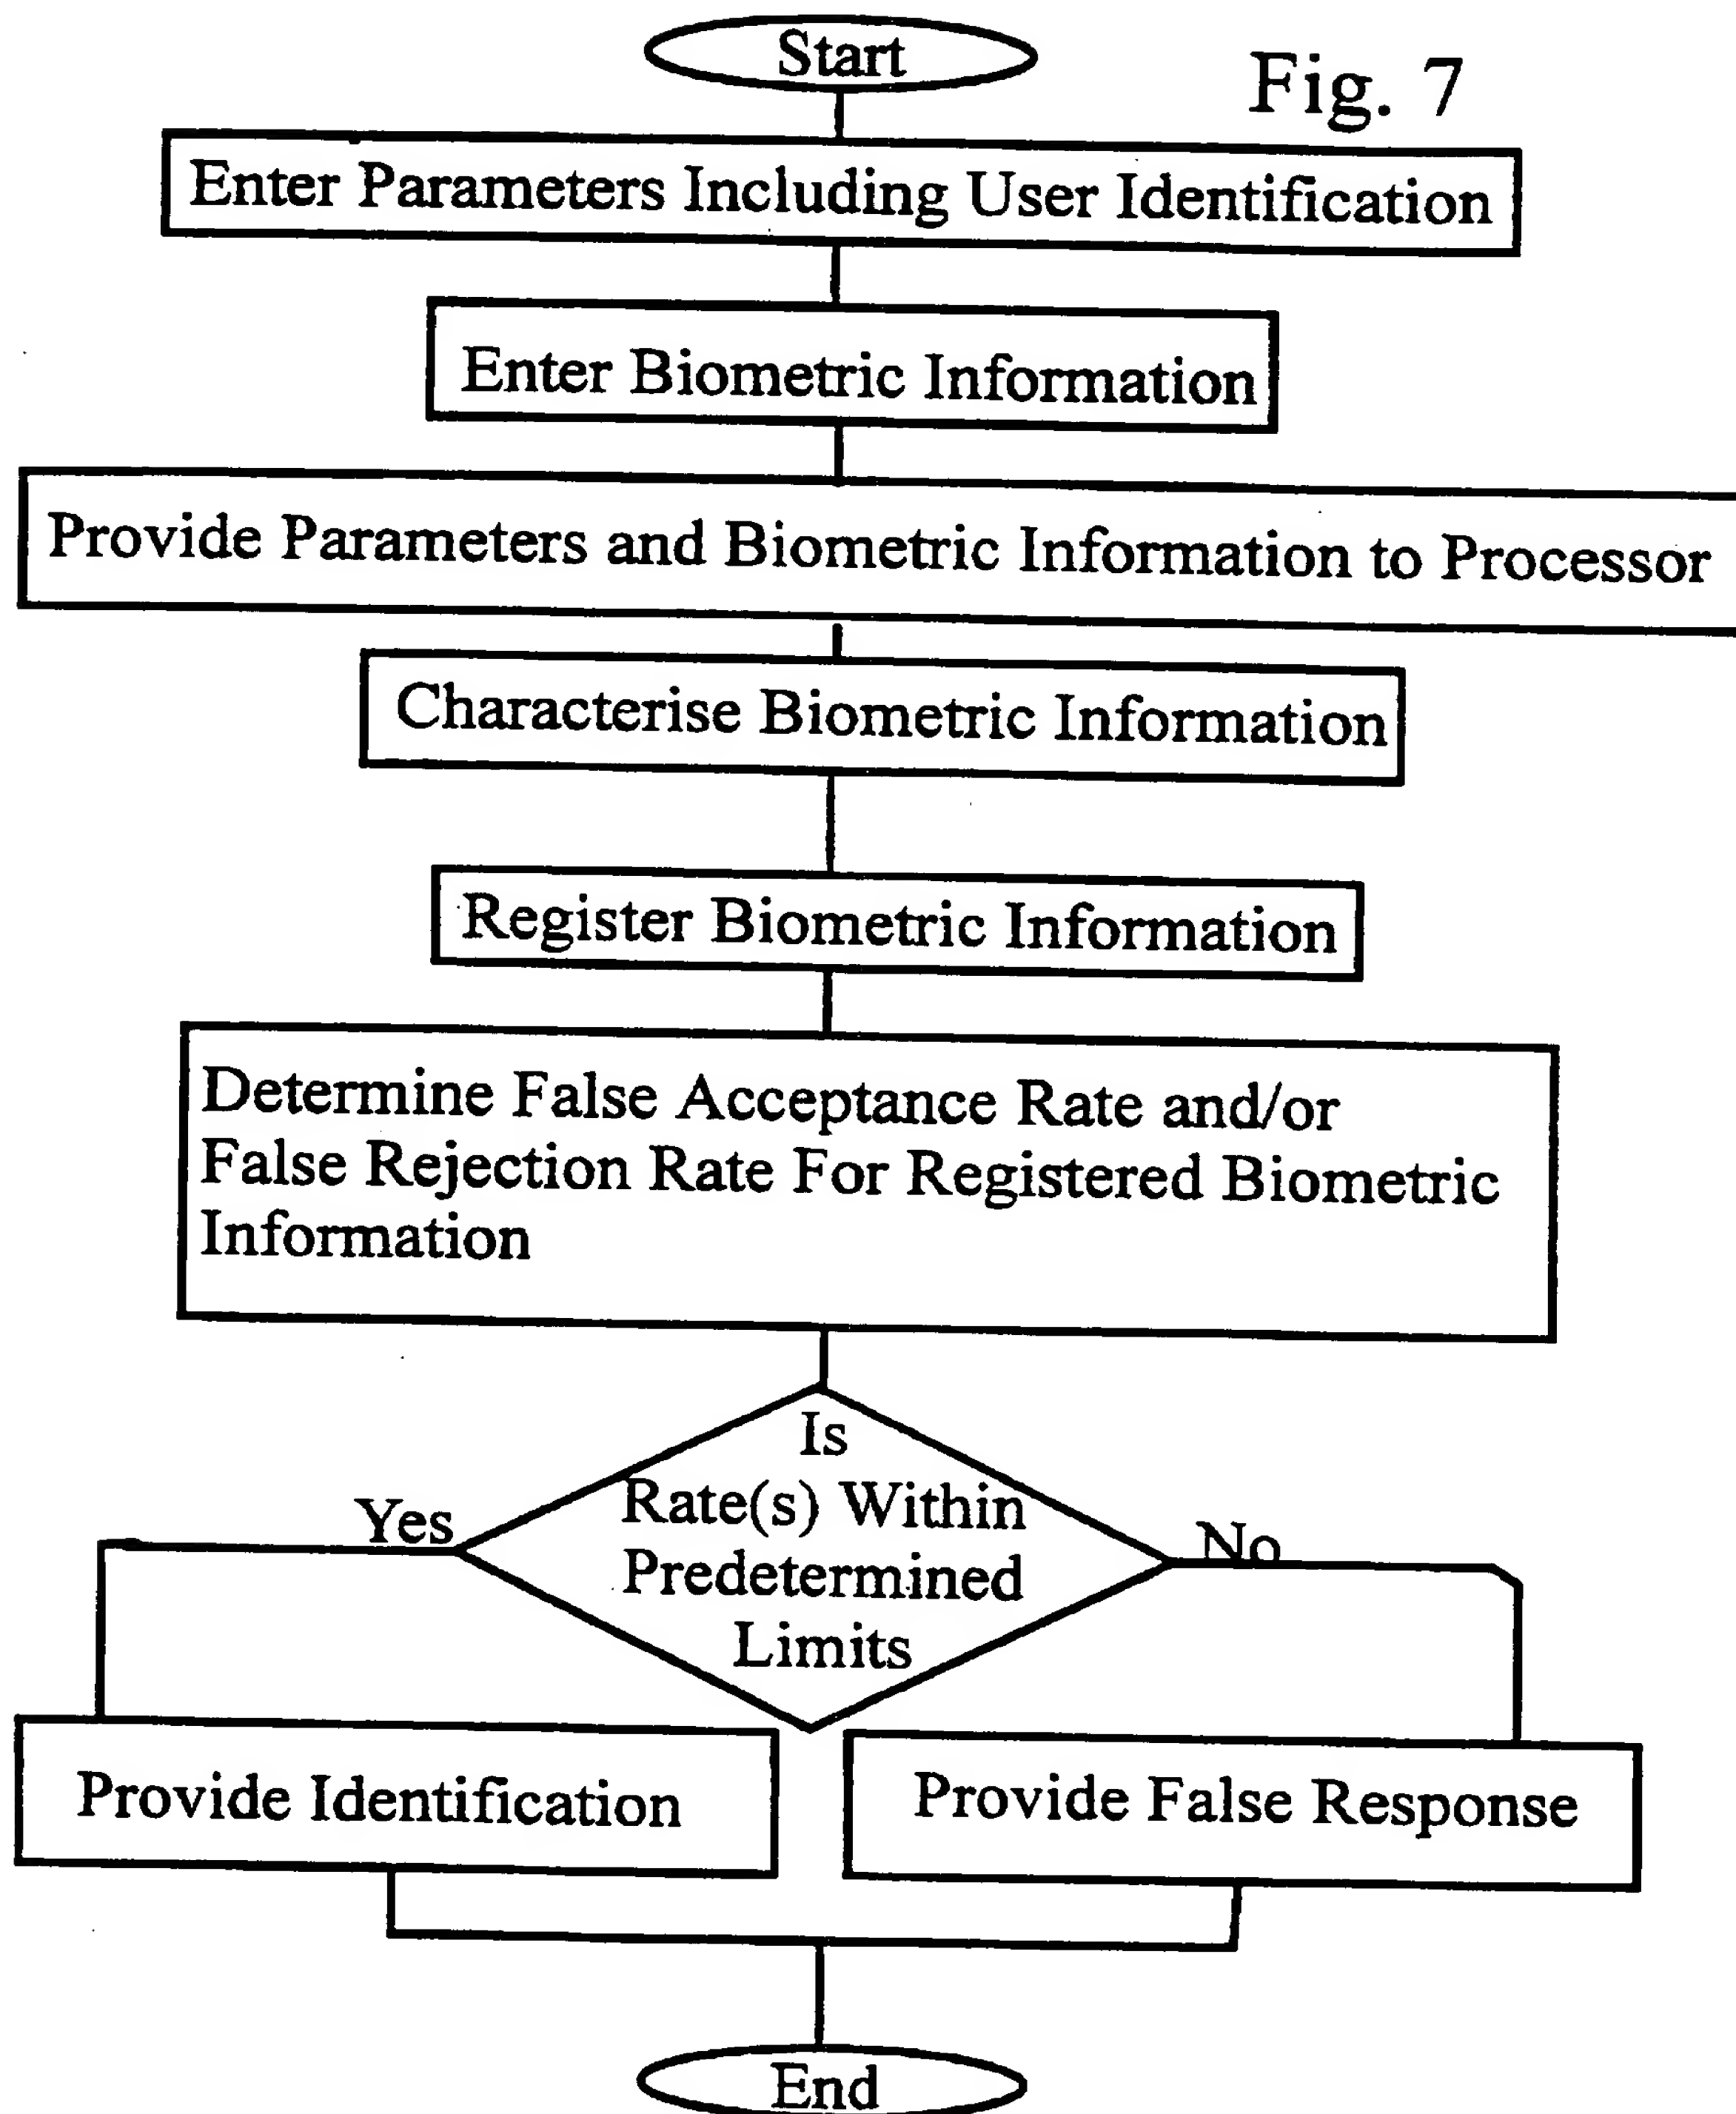 Start
Fig. 7
Enter Parameters Including User Identification
Enter Biometric Information
Provide Parameters and Biometric Information to Processor
Characterise Biometric Information
Register Biometric Information
Determine False Acceptance Rate and/or
False Rejection Rate For Registered Biometric
Information
Is
Rate(s) Within
Predetermined
Limits
Yes
No
Provide Identification
Provide False Response
End